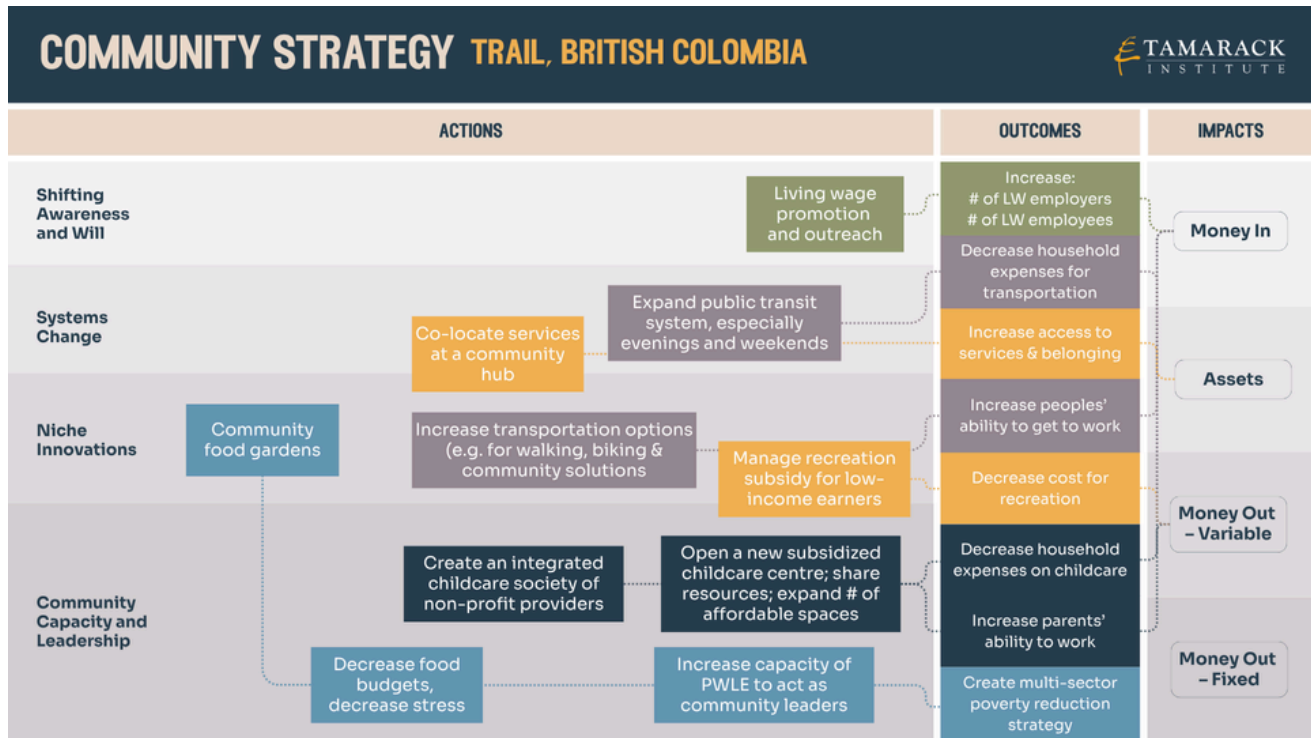 COMMUNITY STRATEGY TRAIL, BRITISH COLOMBIA
TAMARACK
INSTITUTE
ACTIONS
OUTCOMES
IMPACTS
Shifting
Awareness
and Will
Living wage
promotion
and outreach
Increase:
# of LW employers
# of LW employees
Money In
Decrease household
expenses for
transportation
Systems
Change
Expand public transit
system, especially
evenings and weekends
Co-locate services
at a community
hub
Increase access to
services & belonging
Assets
Niche
Innovations
Community
food gardens
Increase transportation options
(e.g. for walking, biking &
community solutions
Increase peoples'
ability to get to work
Manage recreation
subsidy for low-
income earners
Decrease cost for
recreation
Money Out
– Variable
Community
Capacity and
Leadership
Create an integrated
childcare society of
non-profit providers
Open a new subsidized
childcare centre; share
resources; expand # of
affordable spaces
Decrease household
expenses on childcare
Increase parents'
ability to work
Money Out
– Fixed
Decrease food
budgets,
decrease stress
Increase capacity of
PWLE to act as
community leaders
Create multi-sector
poverty reduction
strategy